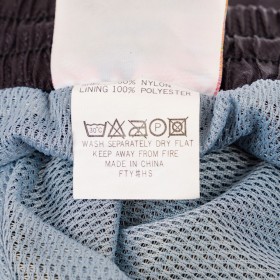 NYLON
LINING 100% POLYESTER
30°C P
WASH SEPARATELY DRY FLAT
KEEP AWAY FROM FIRE
MADE IN CHINA
FTY#HS